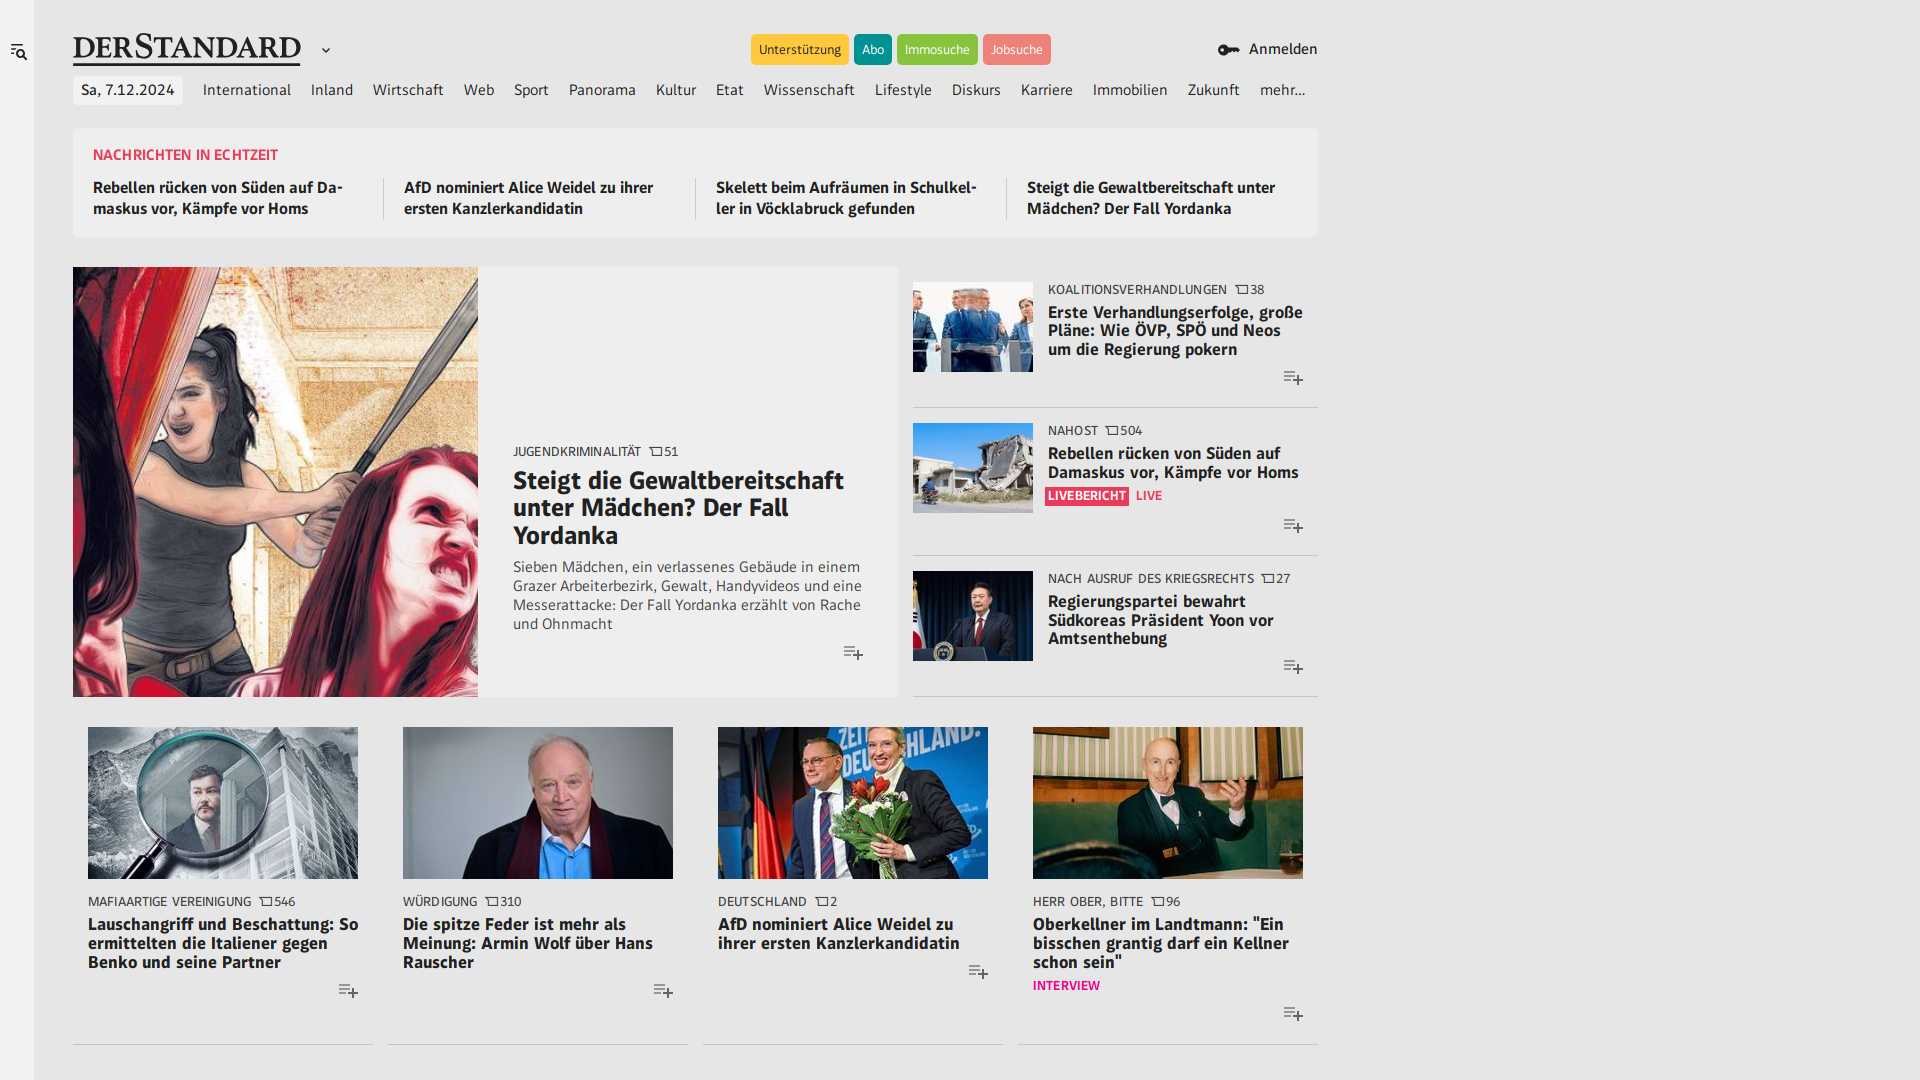 DERSTANDARD
Unterstützung Abo Immosuche Jobsuche
Anmelden
Sa, 7.12.2024 International Inland Wirtschaft Web Sport Panorama Kultur Etat Wissenschaft Lifestyle Diskurs Karriere Immobilien Zukunft mehr...
NACHRICHTEN IN ECHTZEIT
Rebellen rücken von Süden auf Da-
maskus vor, Kämpfe vor Homs
AfD nominiert Alice Weidel zu ihrer
ersten Kanzlerkandidatin
Skelett beim Aufräumen in Schulkel-
ler in Vöcklabruck gefunden
Steigt die Gewaltbereitschaft unter
Mädchen? Der Fall Yordanka
JUGENDKRIMINALITÄT 51
Steigt die Gewaltbereitschaft
unter Mädchen? Der Fall
Yordanka
Sieben Mädchen, ein verlassenes Gebäude in einem
Grazer Arbeiterbezirk, Gewalt, Handyvideos und eine
Messerattacke: Der Fall Yordanka erzählt von Rache
und Ohnmacht
KOALITIONSVERHANDLUNGEN 38
Erste Verhandlungserfolge, große
Pläne: Wie ÖVP, SPÖ und Neos
um die Regierung pokern
NAHOST 504
Rebellen rücken von Süden auf
Damaskus vor, Kämpfe vor Homs
LIVEBERICHT LIVE
NACH AUSRUF DES KRIEGSRECHTS 27
Regierungspartei bewahrt
Südkoreas Präsident Yoon vor
Amtsenthebung
MAFIAARTIGE VEREINIGUNG 546
Lauschangriff und Beschattung: So
ermittelten die Italiener gegen
Benko und seine Partner
WÜRDIGUNG 310
Die spitze Feder ist mehr als
Meinung: Armin Wolf über Hans
Rauscher
ZEIT
DEUTSCHLAND.
DEUTSCHLAND 2
AfD nominiert Alice Weidel zu
ihrer ersten Kanzlerkandidatin
HERR OBER, BITTE 96
Oberkellner im Landtmann: "Ein
bisschen grantig darf ein Kellner
schon sein"
INTERVIEW